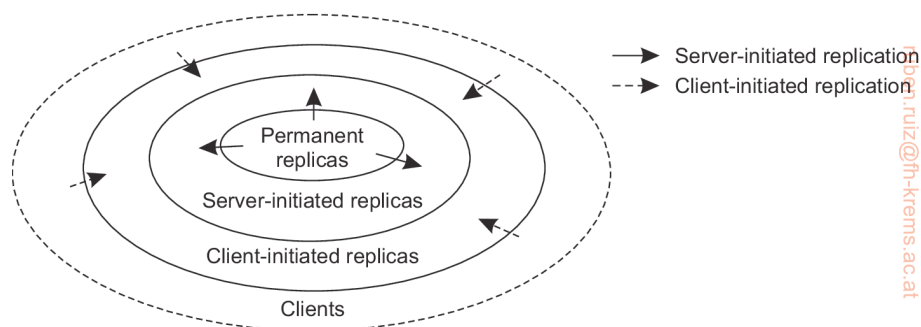 Server-initiated replication
Client-initiated replication
Permanent
replicas
Server-initiated replicas
Client-initiated replicas
Clients
ruben.ruiz@fh-krems.ac.at